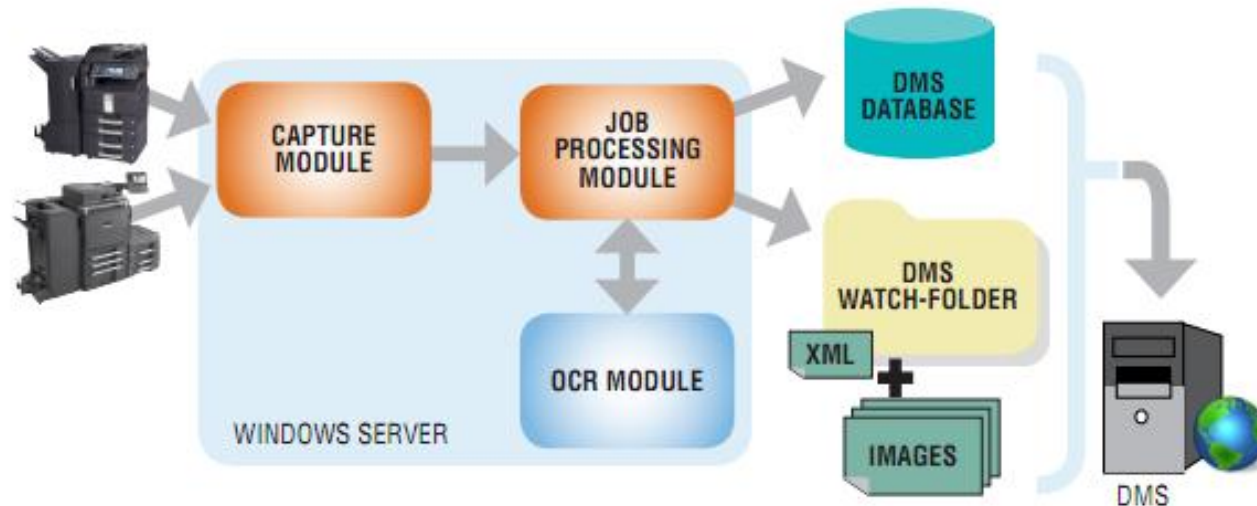 CAPTURE
MODULE
JOB
PROCESSING
MODULE
OCR MODULE
WINDOWS SERVER
DMS
DATABASE
DMS
WATCH-FOLDER
XML
IMAGES
DMS